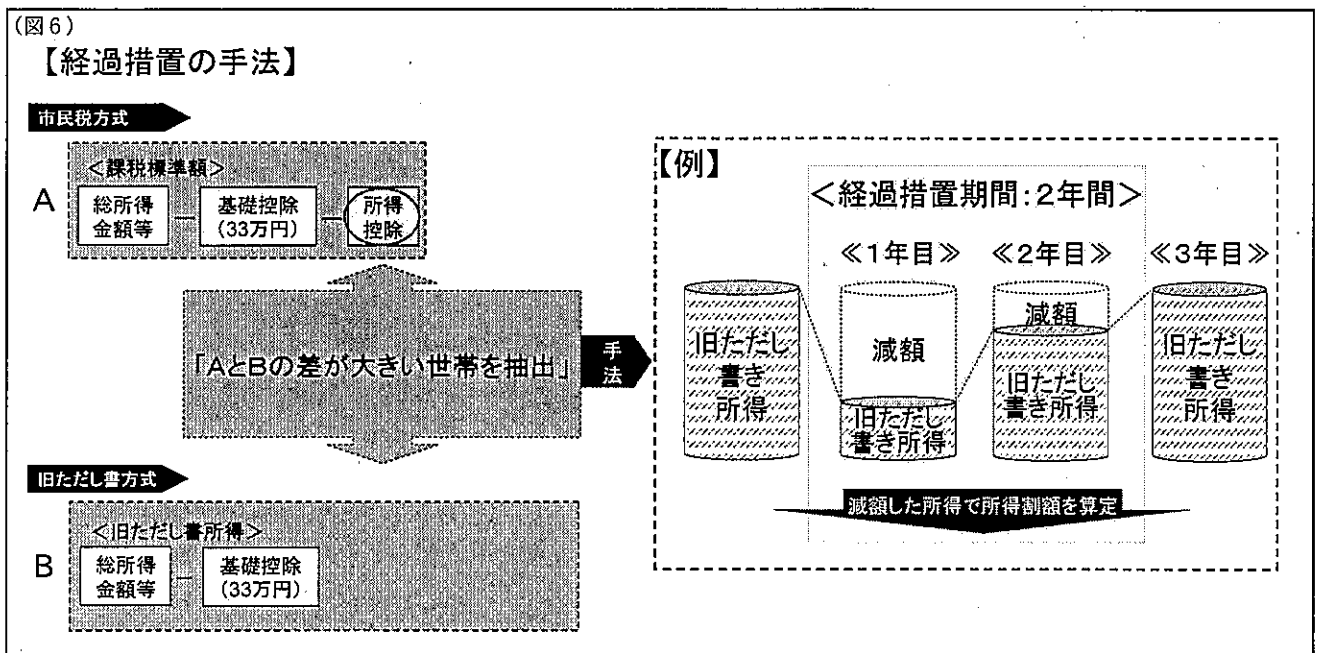 (図6)
【経過措置の手法】
市民税方式
<課税標準額>
A
総所得
金額等
基礎控除
(33万円)
所得
控除
「AとBの差が大きい世帯を抽出」
手
法
旧ただし書方式
<旧ただし書所得>
B
総所得
金額等
基礎控除
(33万円)
【例】
<経過措置期間:2年間>
≪1年目≫ ≪2年目≫ ≪3年目≫
旧ただし
書き
所得
減額
旧ただし
書き所得
減額
旧ただし
書き所得
旧ただし
書き
所得
減額した所得で所得割額を算定